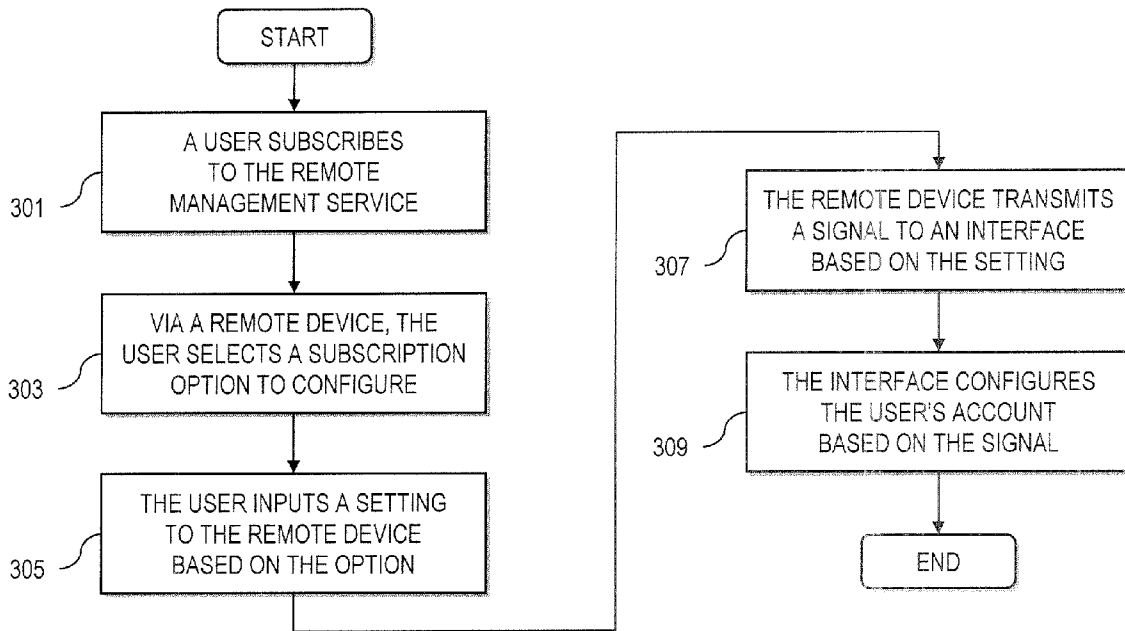 START
A USER SUBSCRIBES
TO THE REMOTE
MANAGEMENT SERVICE
301
VIA A REMOTE DEVICE, THE
USER SELECTS A SUBSCRIPTION
OPTION TO CONFIGURE
303
THE USER INPUTS A SETTING
TO THE REMOTE DEVICE
BASED ON THE OPTION
305
THE REMOTE DEVICE TRANSMITS
A SIGNAL TO AN INTERFACE
BASED ON THE SETTING
307
THE INTERFACE CONFIGURES
THE USER'S ACCOUNT
BASED ON THE SIGNAL
309
END